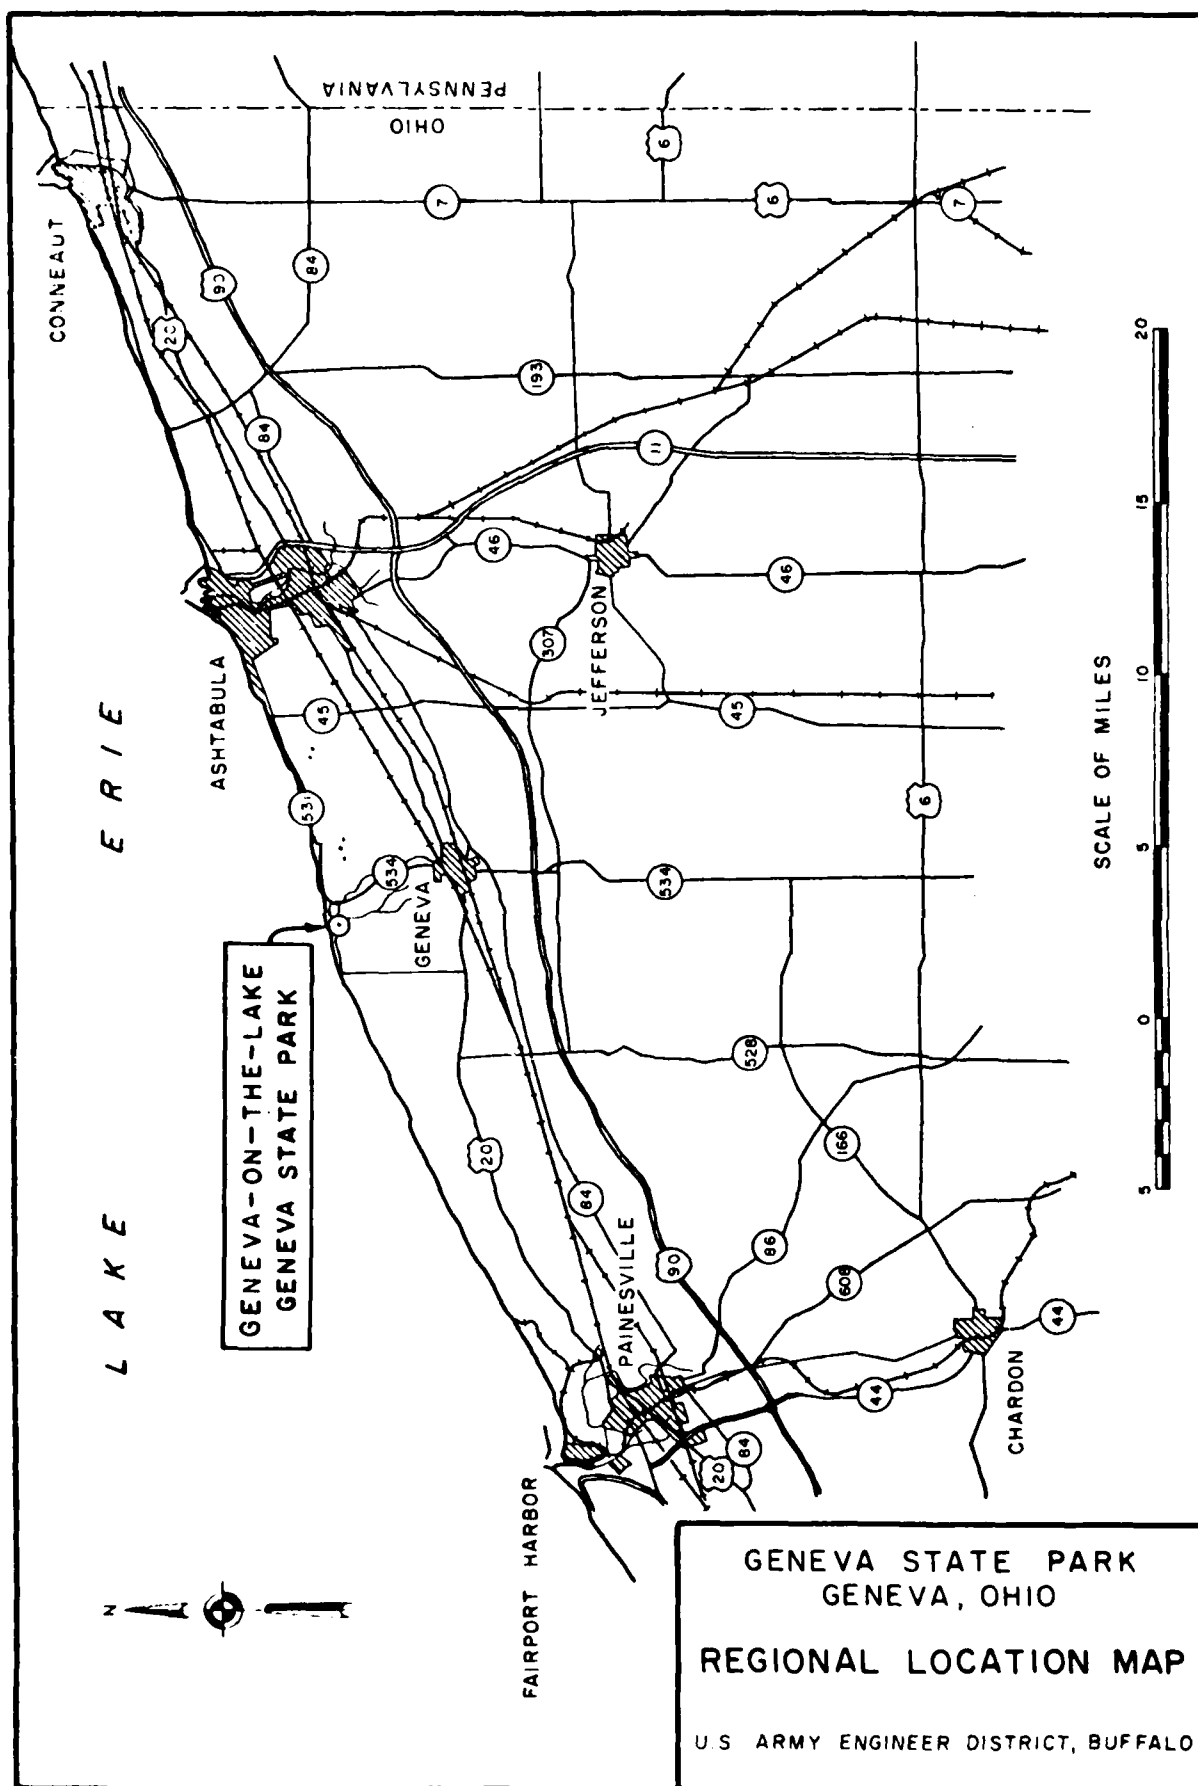 LAKE ERIE
CONNEAUT
ASHTABULA
GENEVA-ON-THE-LAKE
GENEVA STATE PARK
GENEVA
JEFFERSON
PAINESVILLE
FAIRPORT HARBOR
CHARDON
OHIO
PENNSYLVANIA
N
20
90
84
7
6
6
7
84
193
11
46
46
307
45
45
531
534
534
6
528
20
84
166
86
608
90
44
44
84
20
5 0 5 10 15 20
SCALE OF MILES
GENEVA STATE PARK
GENEVA, OHIO
REGIONAL LOCATION MAP
U.S ARMY ENGINEER DISTRICT, BUFFALO